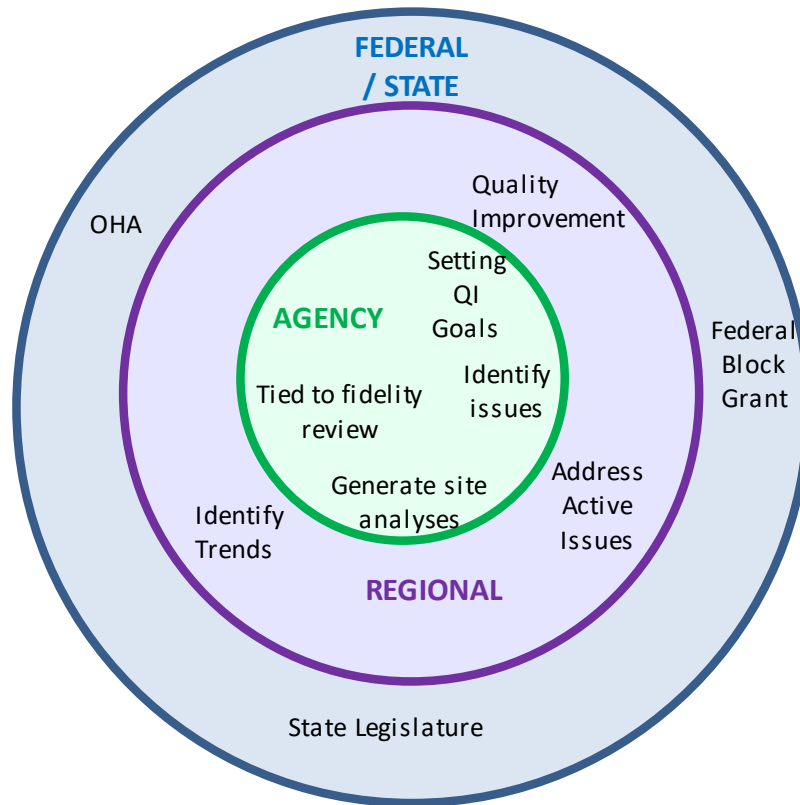 FEDERAL
/ STATE
Quality
Improvement
OHA
Setting
QI
Goals
AGENCY
Federal
Block
Grant
Identify
issues
Tied to fidelity
review
Address
Active
Issues
Generate site
analyses
Identify
Trends
REGIONAL
State Legislature